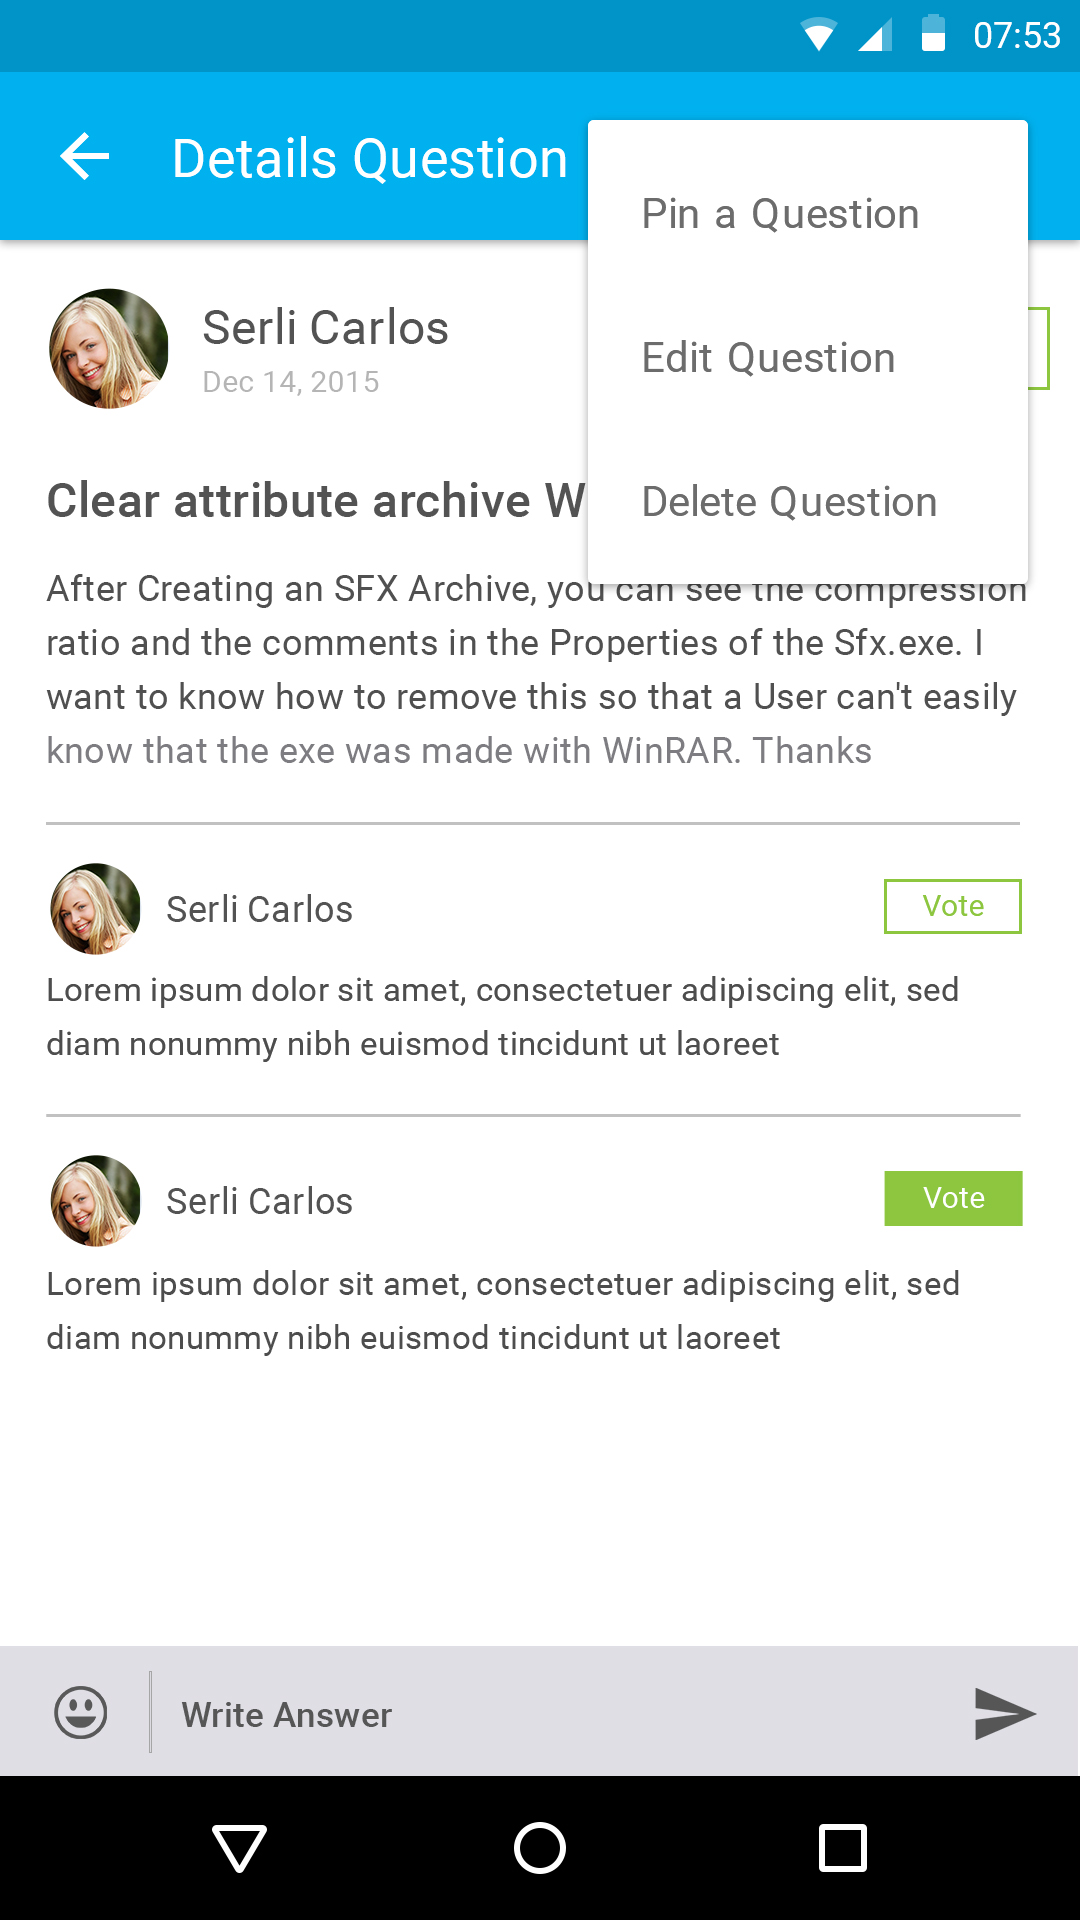 07:53
Details Question
Pin a Question
Edit Question
Delete Question
Serli Carlos
Dec 14, 2015
Clear attribute archive W
After Creating an SFX Archive, you can see the compression
ratio and the comments in the Properties of the Sfx.exe. I
want to know how to remove this so that a User can't easily
know that the exe was made with WinRAR. Thanks
Serli Carlos
Vote
Lorem ipsum dolor sit amet, consectetuer adipiscing elit, sed
diam nonummy nibh euismod tincidunt ut laoreet
Serli Carlos
Vote
Lorem ipsum dolor sit amet, consectetuer adipiscing elit, sed
diam nonummy nibh euismod tincidunt ut laoreet
Write Answer